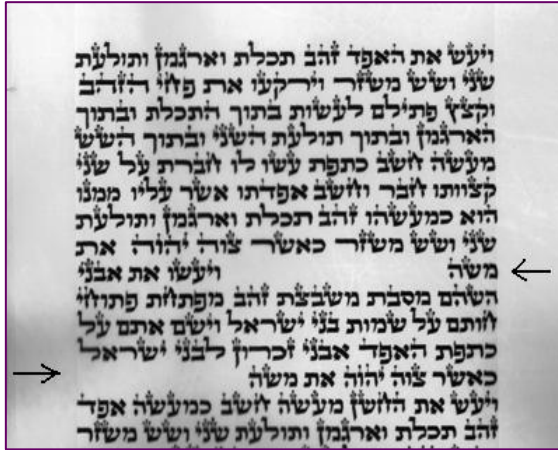 ויעש את האפד זהב תכלת וארגמן ותולעת
שני ושש משזר וירקעו את פחי הזהב
וקצץ פתילם לעשות בתוך התכלת ובתוך
הארגמן ובתוך תולעת השני ובתוך השש
מעשה חשב כתפת עשו לו חברת על שני
קצוותו חבר וחשב אפדתו אשר עליו ממנו
הוא כמעשהו זהב תכלת וארגמן ותולעת
שני ושש משזר כאשר צוה יהוה את
משה ויעשו את אבני
השהם מסבת משבצת זהב מפתחת פתוחי
חותם על שמות בני ישראל וישם אתם על
כתפת האפד אבני זכרון לבני ישראל
כאשר צוה יהוה את משה
ויעש את החשן מעשה חשב כמעשה אפד
זהב תכלת וארגמן ותולעת שני ושש משזר